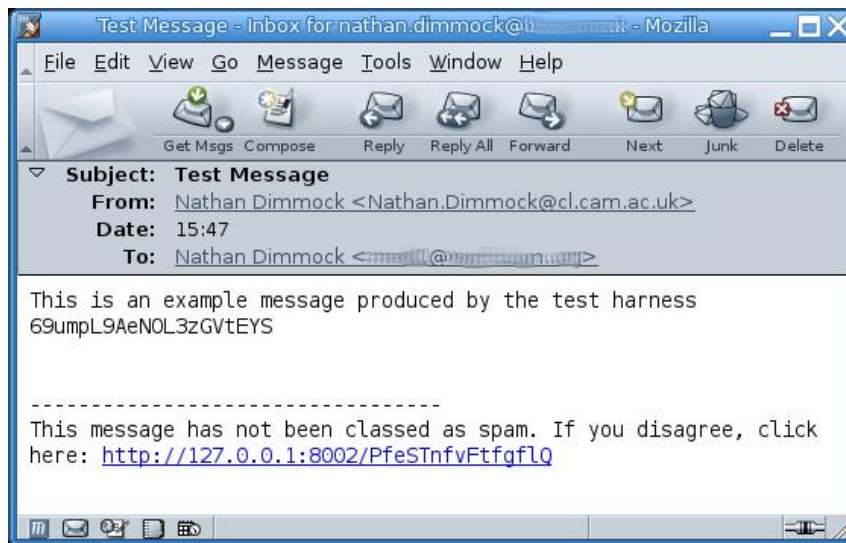 Test Message - Inbox for nathan.dimmock@ - Mozilla
File Edit View Go Message Tools Window Help
Get Msgs Compose Reply Reply All Forward Next Junk Delete
Subject: Test Message
From: Nathan Dimmock <Nathan.Dimmock@cl.cam.ac.uk>
Date: 15:47
To: Nathan Dimmock <
This is an example message produced by the test harness
69umpL9AeNOL3zGVtEYS
----------------------------------
This message has not been classed as spam. If you disagree, click
here: http://127.0.0.1:8002/PfeSTnfvFtfgflQ